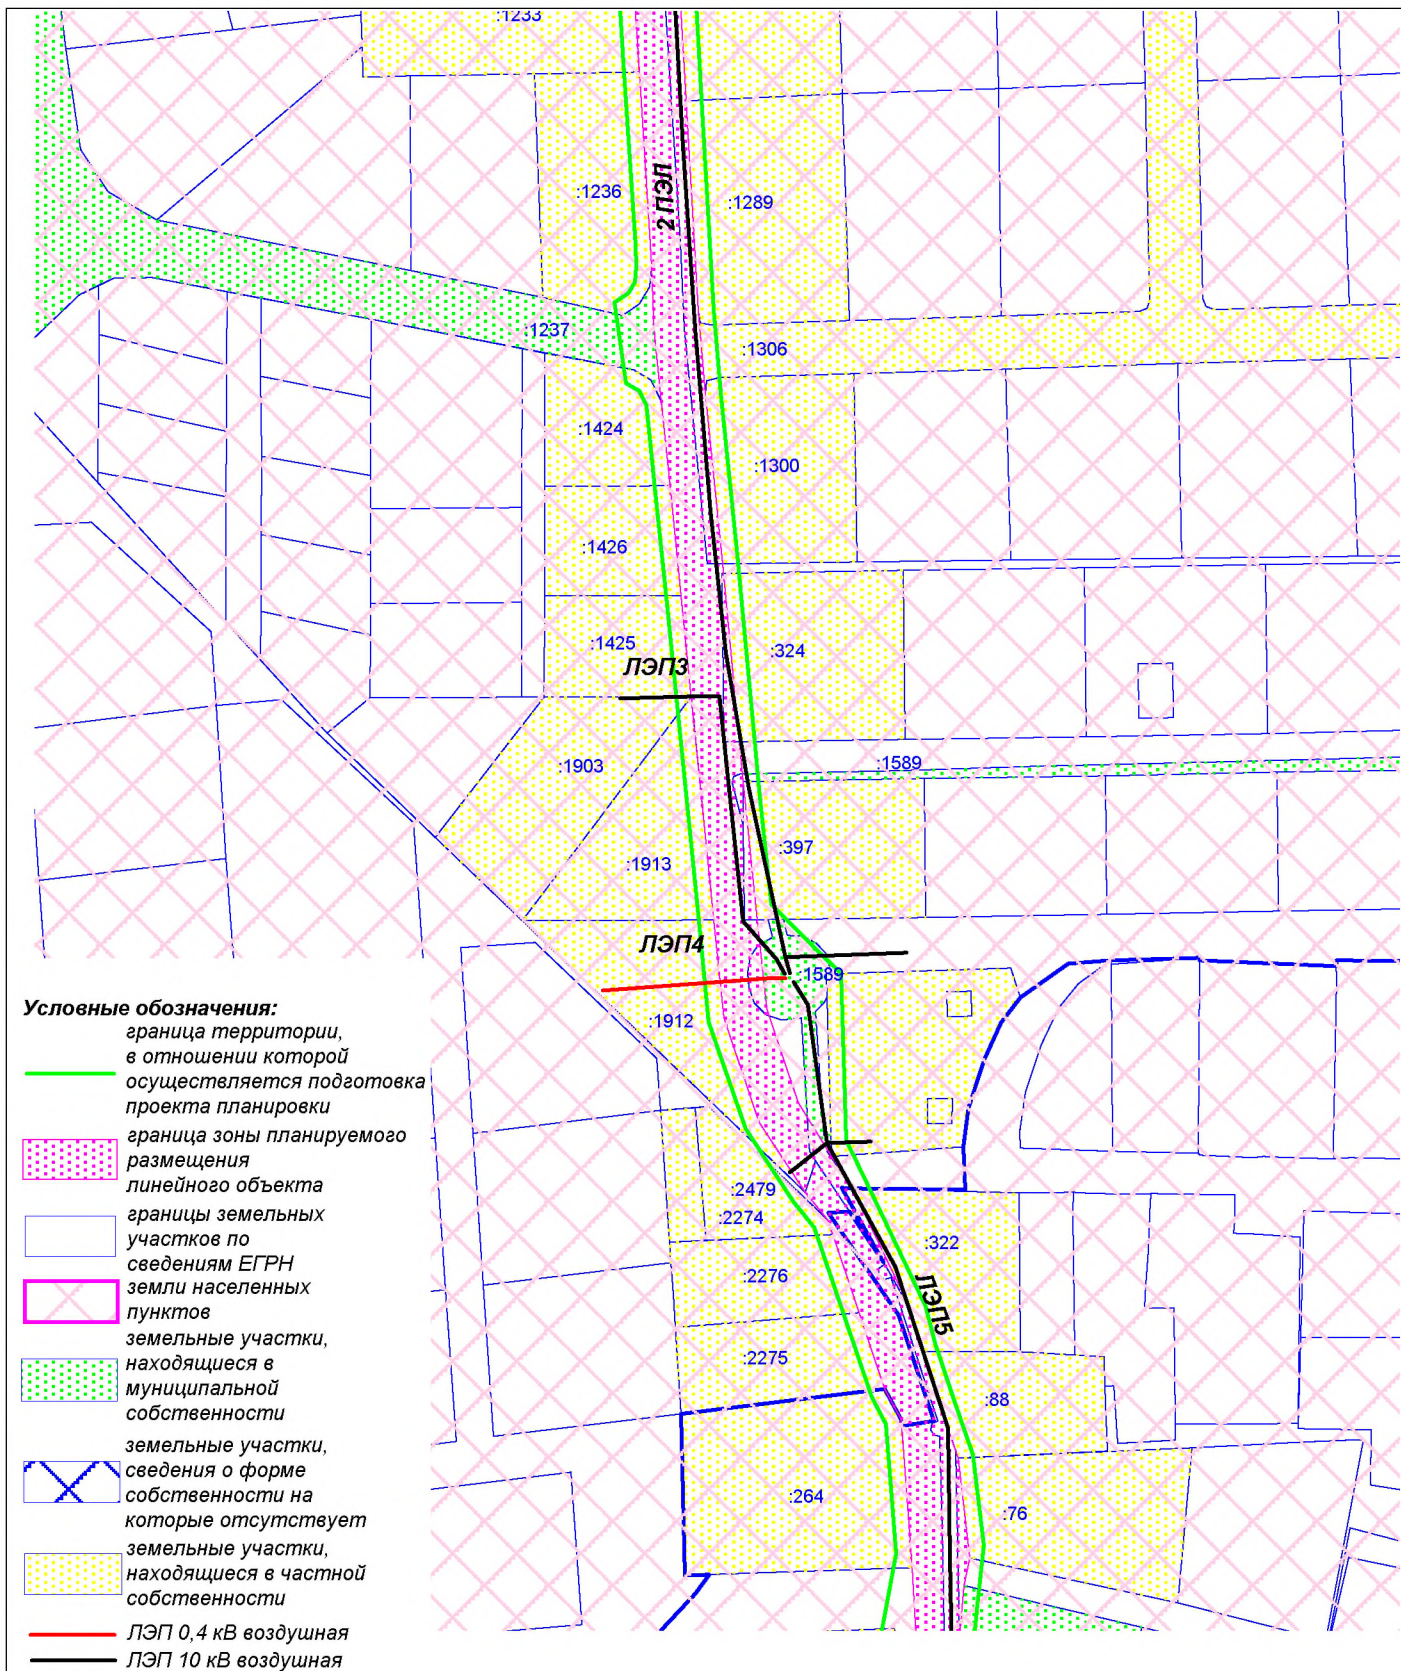 :1233
:1236
2 ПЭЛ
:1289
:1237
:1306
:1424
:1300
:1426
:1425
:324
ЛЭП3
:1903
:1589
:1913
:397
ЛЭП4
:1589
:1912
:2479
:2274
:322
:2276
ЛЭП5
:2275
:88
:264
:76
Условные обозначения:
граница территории,
в отношении которой
осуществляется подготовка
проекта планировки
граница зоны планируемого
размещения
линейного объекта
границы земельных
участков по
сведениям ЕГРН
земли населенных
пунктов
земельные участки,
находящиеся в
муниципальной
собственности
земельные участки,
сведения о форме
собственности на
которые отсутствует
земельные участки,
находящиеся в частной
собственности
ЛЭП 0,4 кВ воздушная
ЛЭП 10 кВ воздушная